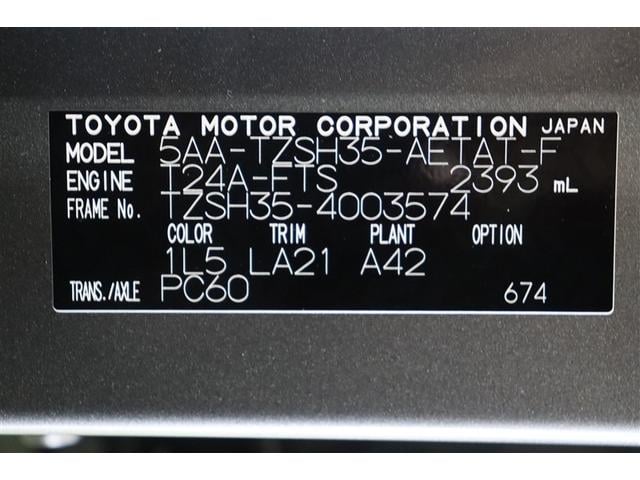 TOYOTA MOTOR CORPORATION JAPAN
MODEL 5AA-TZSH35-AETAT-F
ENGINE T24A-FTS 2393 mL
FRAME No. TZSH35-4003574
COLOR TRIM PLANT OPTION
1L5 LA21 A42
TRANS./AXLE PC60 674